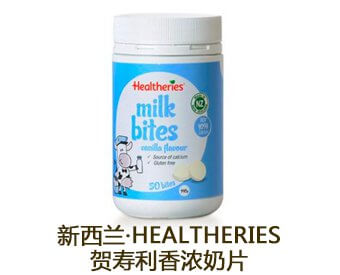 Healtheries
milk
bites
vanilla flavour
✓ Source of calcium
✓ Gluten free
50 bites
190g
NZ
新西兰·HEALTHERIES
贺寿利香浓奶片